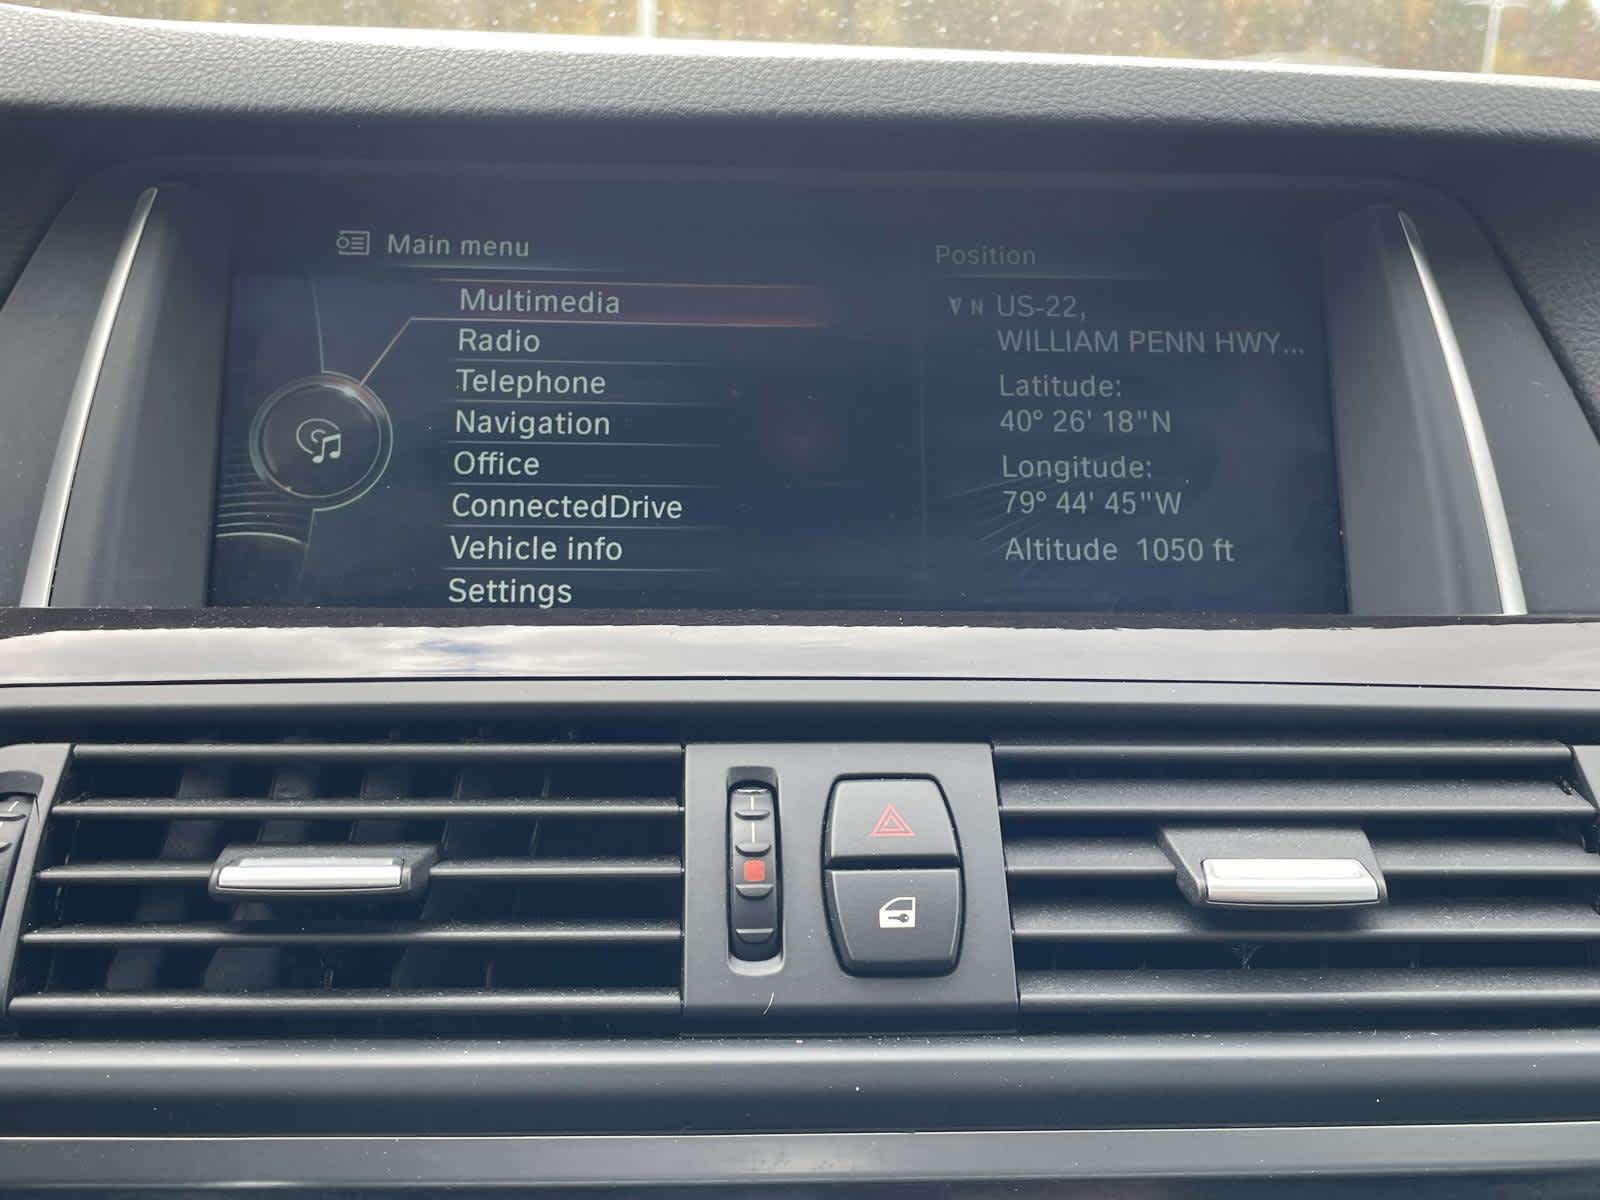 Main menu
Multimedia
Radio
Telephone
Navigation
Office
ConnectedDrive
Vehicle info
Settings
Position
N US-22,
WILLIAM PENN HWY...
Latitude:
40° 26' 18"N
Longitude:
79° 44' 45"W
Altitude 1050 ft